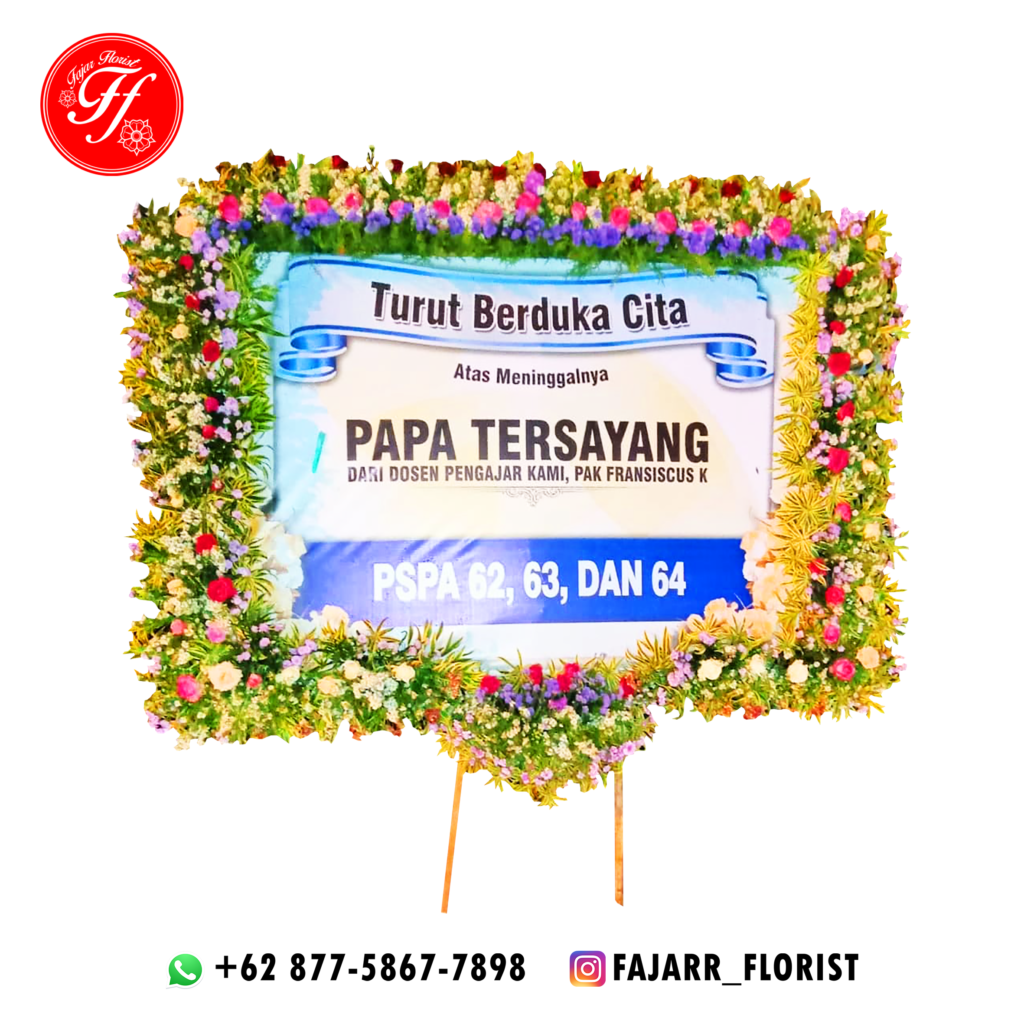 Fajar Florist
Ff
Turut Berduka Cita
Atas Meninggalnya
PAPA TERSAYANG
DARI DOSEN PENGAJAR KAMI, PAK FRANSISCUS K
PSPA 62, 63, DAN 64
+62 877-5867-7898
FAJARR_FLORIST